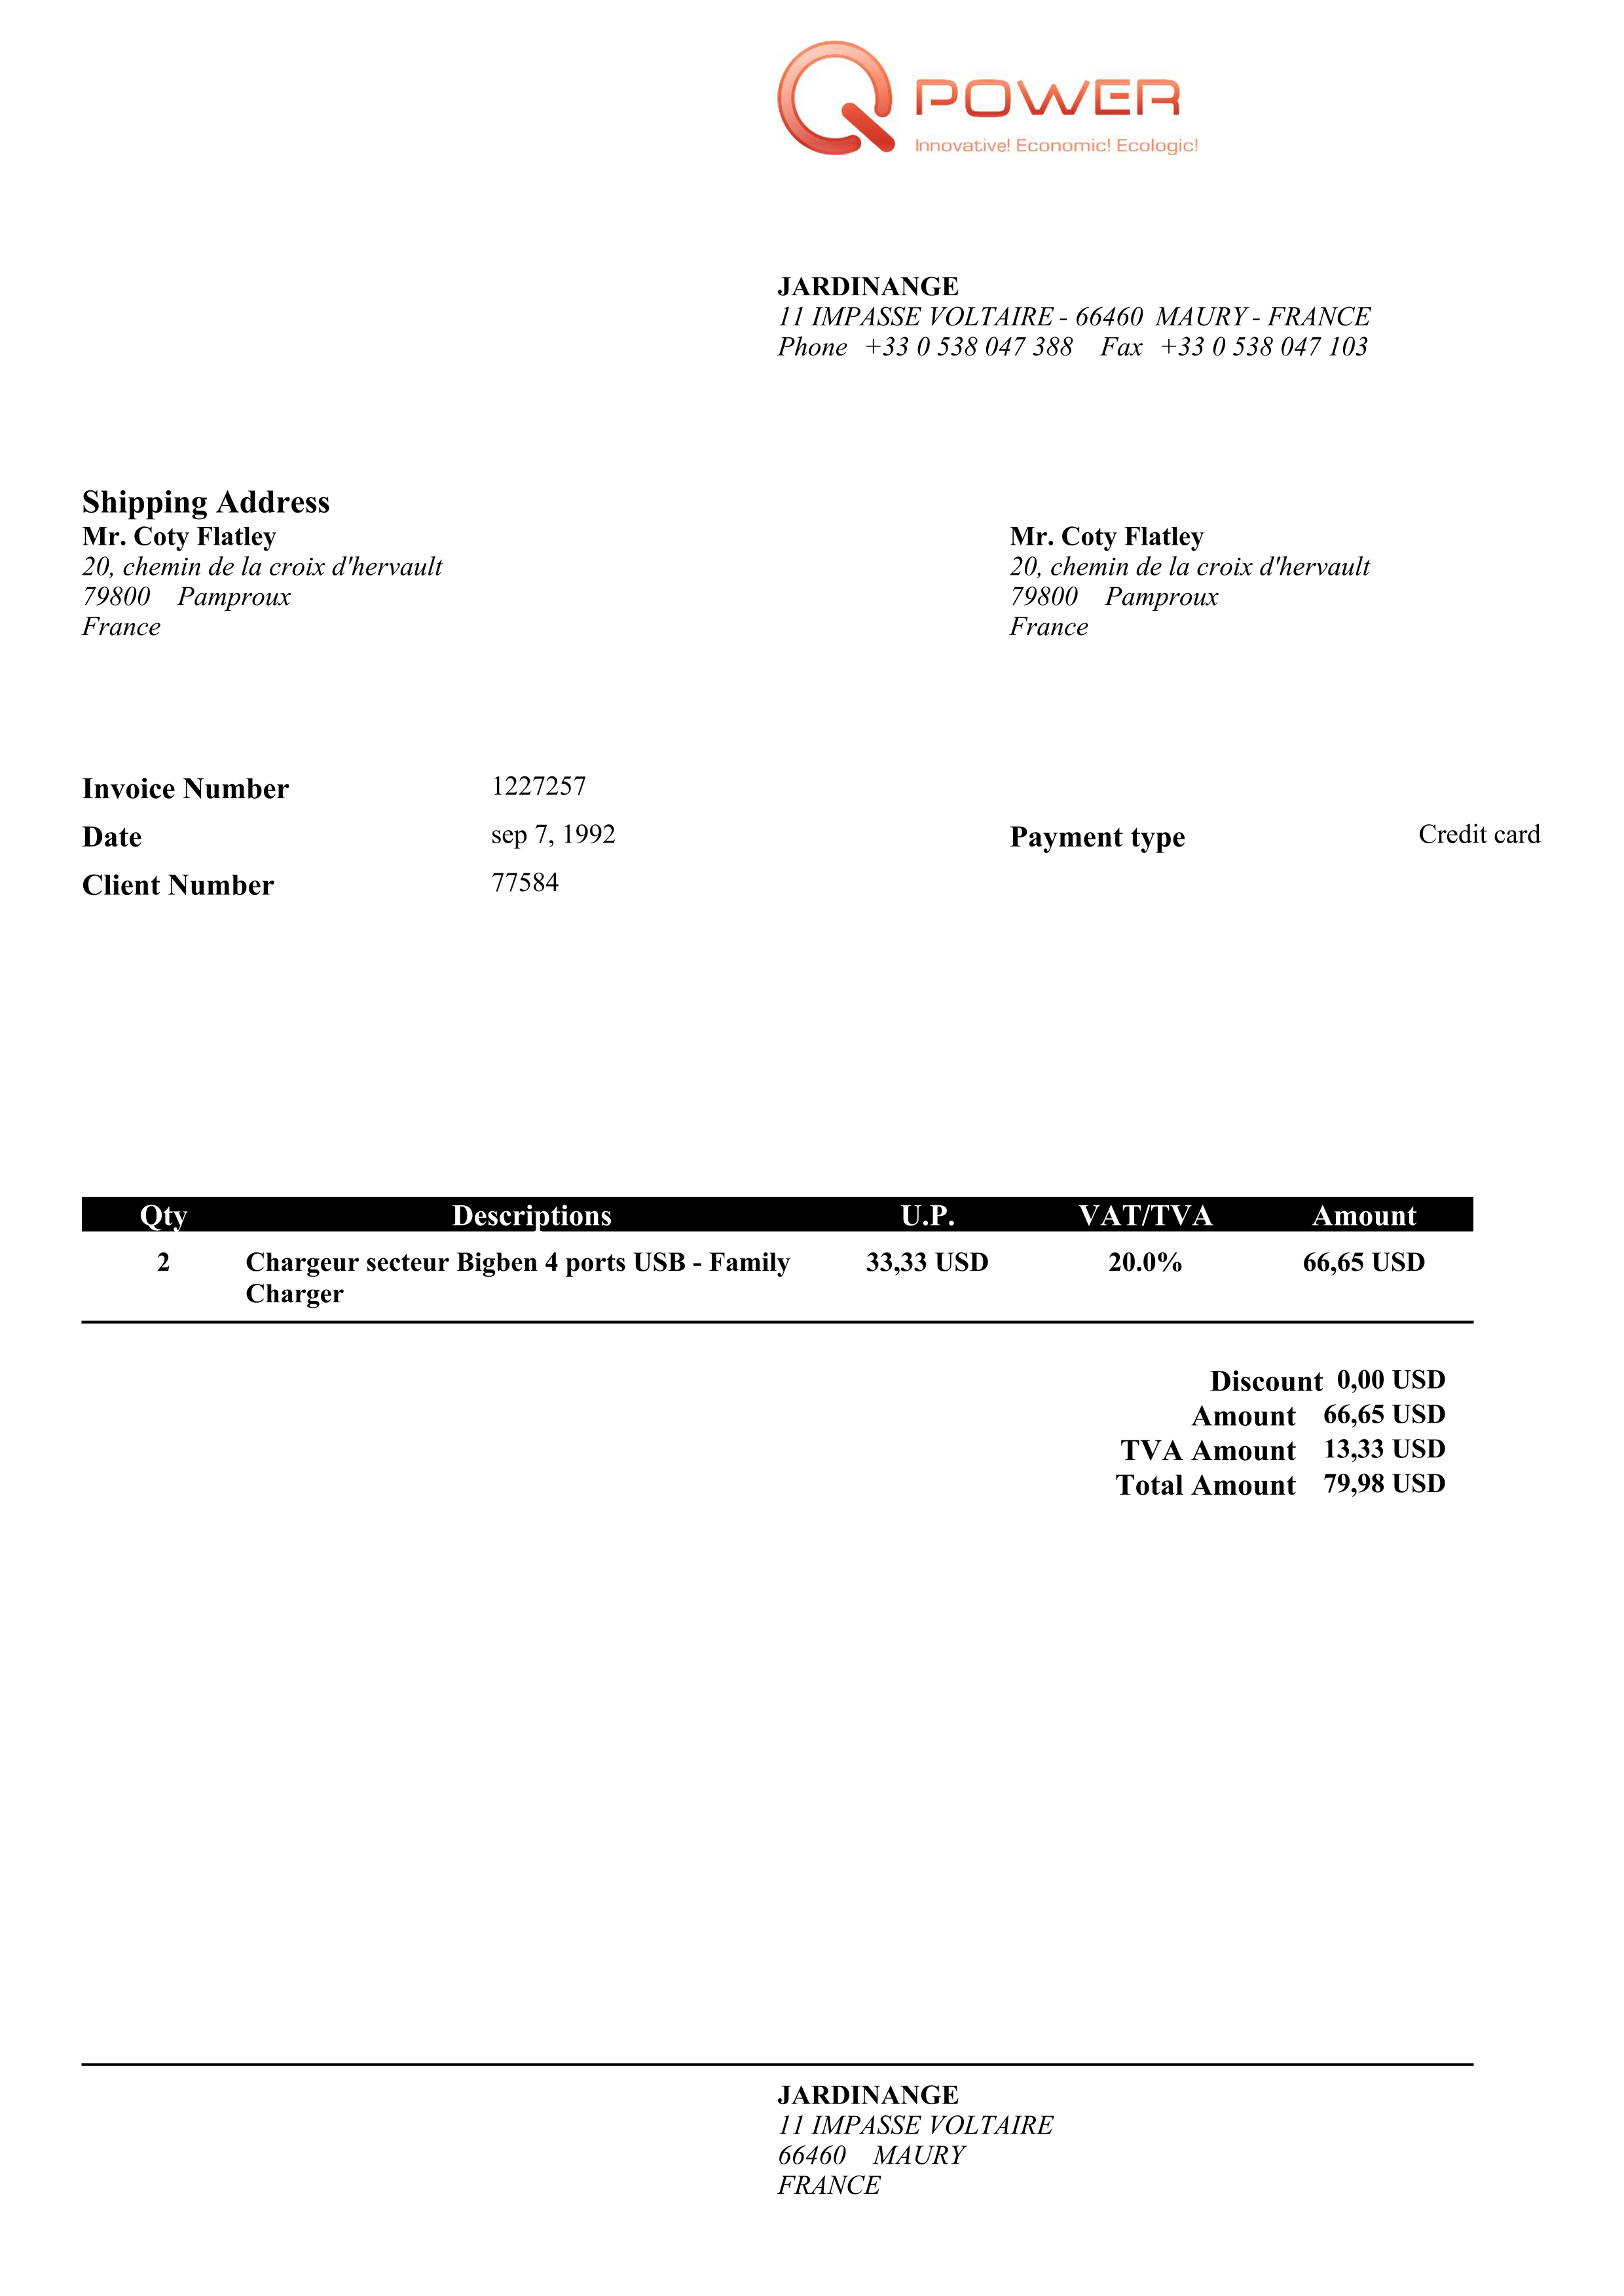 Q POWER
Innovative! Economic! Ecologic!
JARDINANGE
11 IMPASSE VOLTAIRE - 66460 MAURY - FRANCE
Phone +33 0 538 047 388 Fax +33 0 538 047 103
Shipping Address
Mr. Coty Flatley
20, chemin de la croix d'hervault
79800 Pamproux
France
Mr. Coty Flatley
20, chemin de la croix d'hervault
79800 Pamproux
France
Invoice Number 1227257
Date sep 7, 1992 Payment type Credit card
Client Number 77584
Qty Descriptions U.P. VAT/TVA Amount
2 Chargeur secteur Bigben 4 ports USB - Family 33,33 USD 20.0% 66,65 USD
Charger
Discount 0,00 USD
Amount 66,65 USD
TVA Amount 13,33 USD
Total Amount 79,98 USD
JARDINANGE
11 IMPASSE VOLTAIRE
66460 MAURY
FRANCE